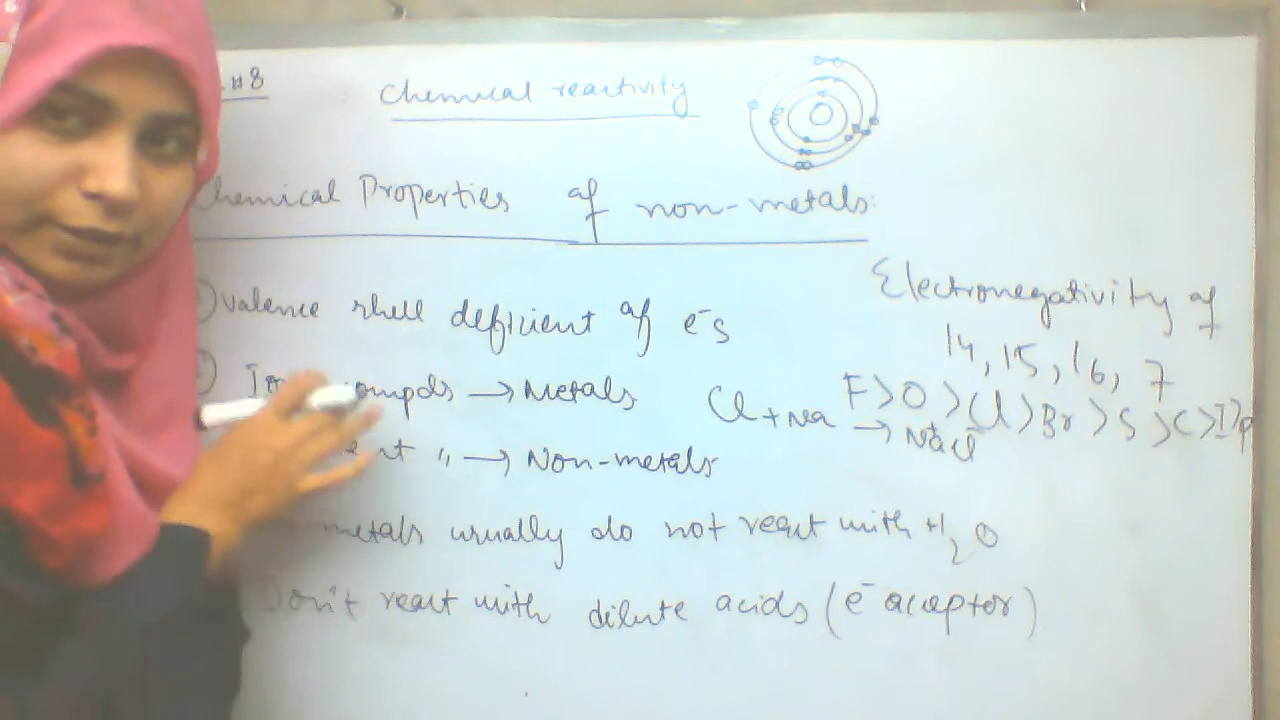 #8
Chemical reactivity
Chemical Properties of non-metals:
valence shell deficient of e⁻s
compds → Metals
〃 → Non-metals
metals usually do not react with H₂O
Don't react with dilute acids (e⁻ acceptor)
Electronegativity of
14, 15, 16, 7
F > O > Cl > Br > S > C > I > P
Cl + Na → Na⁺Cl⁻